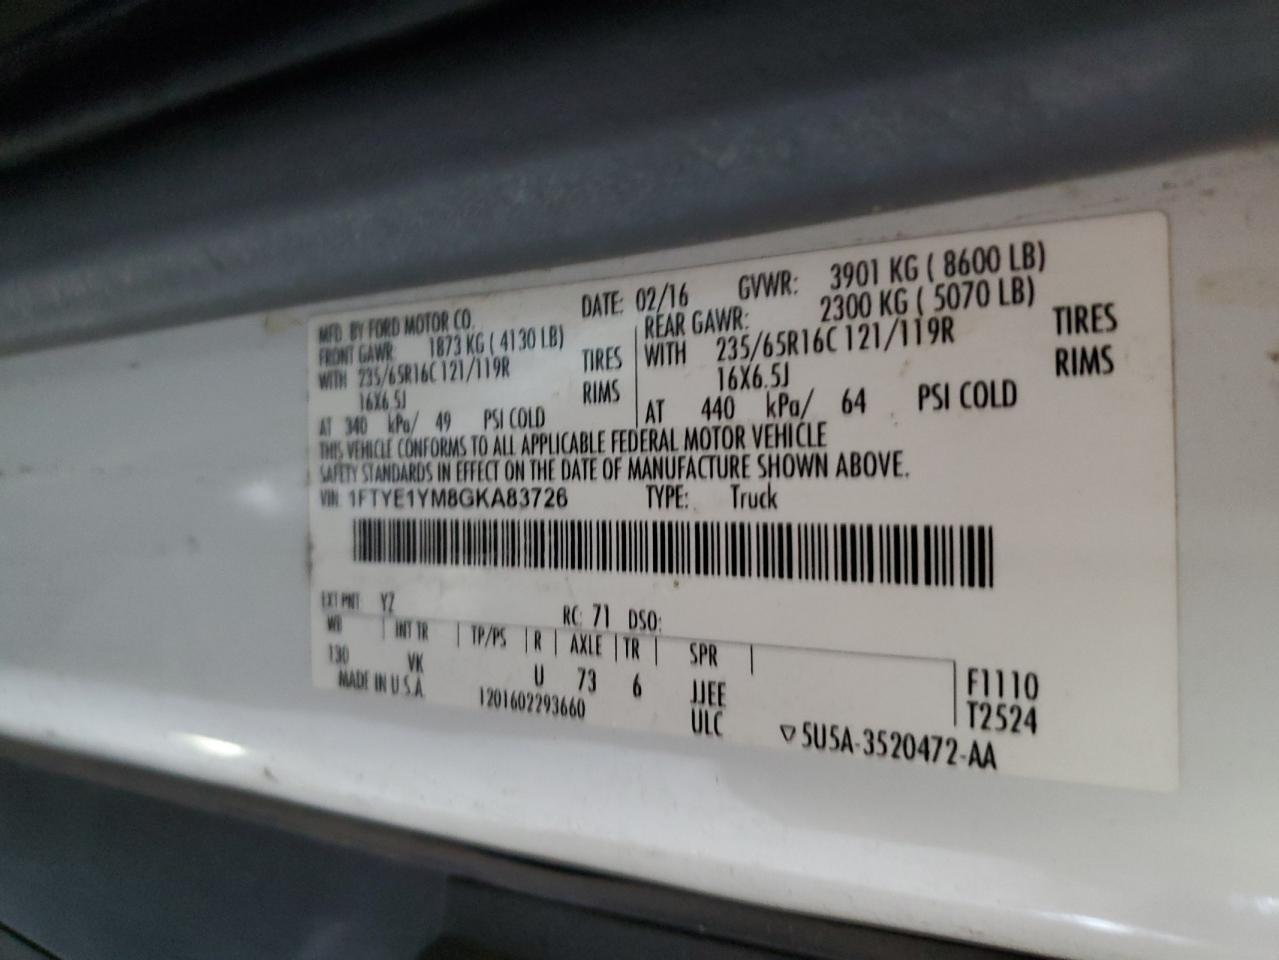 MFD. BY FORD MOTOR CO. DATE: 02/16 GVWR: 3901 KG ( 8600 LB)
FRONT GAWR: 1873 KG ( 4130 LB) REAR GAWR: 2300 KG ( 5070 LB)
WITH 235/65R16C 121/119R TIRES WITH 235/65R16C 121/119R TIRES
16X6.5J RIMS 16X6.5J RIMS
AT 340 kPa/ 49 PSI COLD AT 440 kPa/ 64 PSI COLD
THIS VEHICLE CONFORMS TO ALL APPLICABLE FEDERAL MOTOR VEHICLE
SAFETY STANDARDS IN EFFECT ON THE DATE OF MANUFACTURE SHOWN ABOVE.
VIN: 1FTYE1YM8GKA83726 TYPE: Truck
EXT PNT YZ RC: 71 DSO:
WB INT TR TP/PS R AXLE TR SPR
130 VK U 73 6 JJEE F1110
MADE IN U.S.A. 1201602293660 ULC T2524
▽ 5U5A-3520472-AA